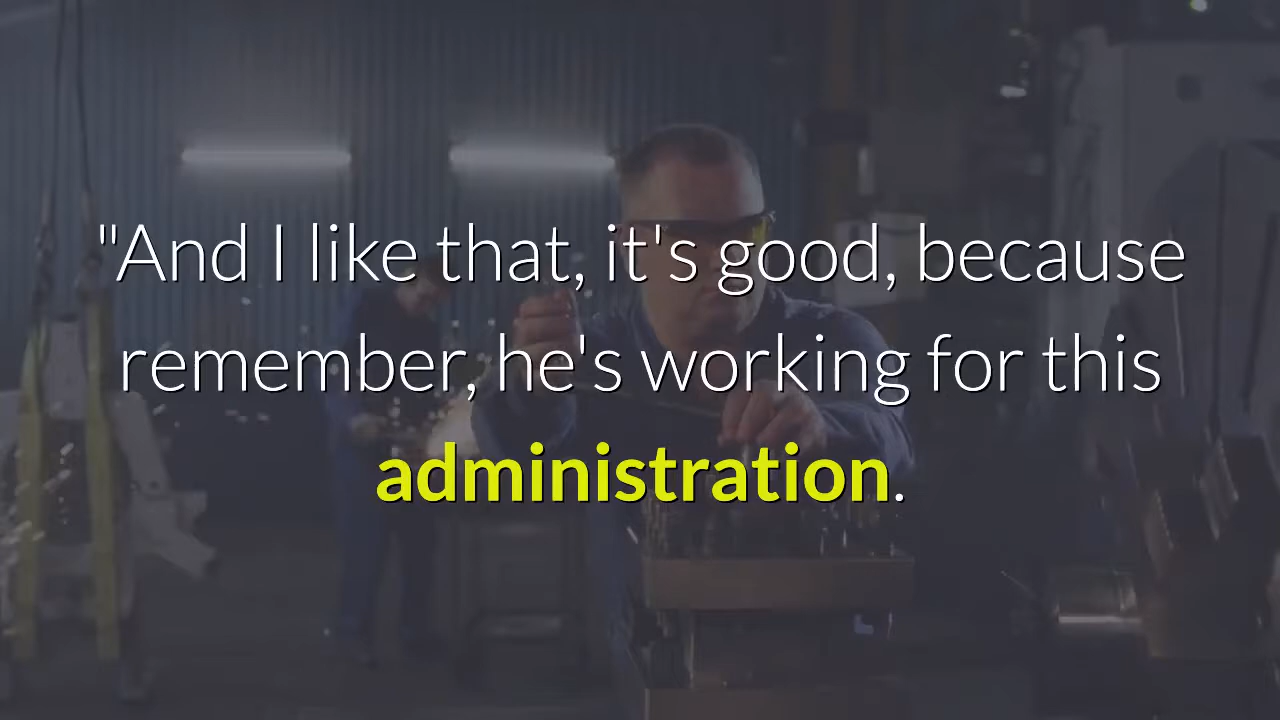 "And I like that, it's good, because
remember, he's working for this
administration.